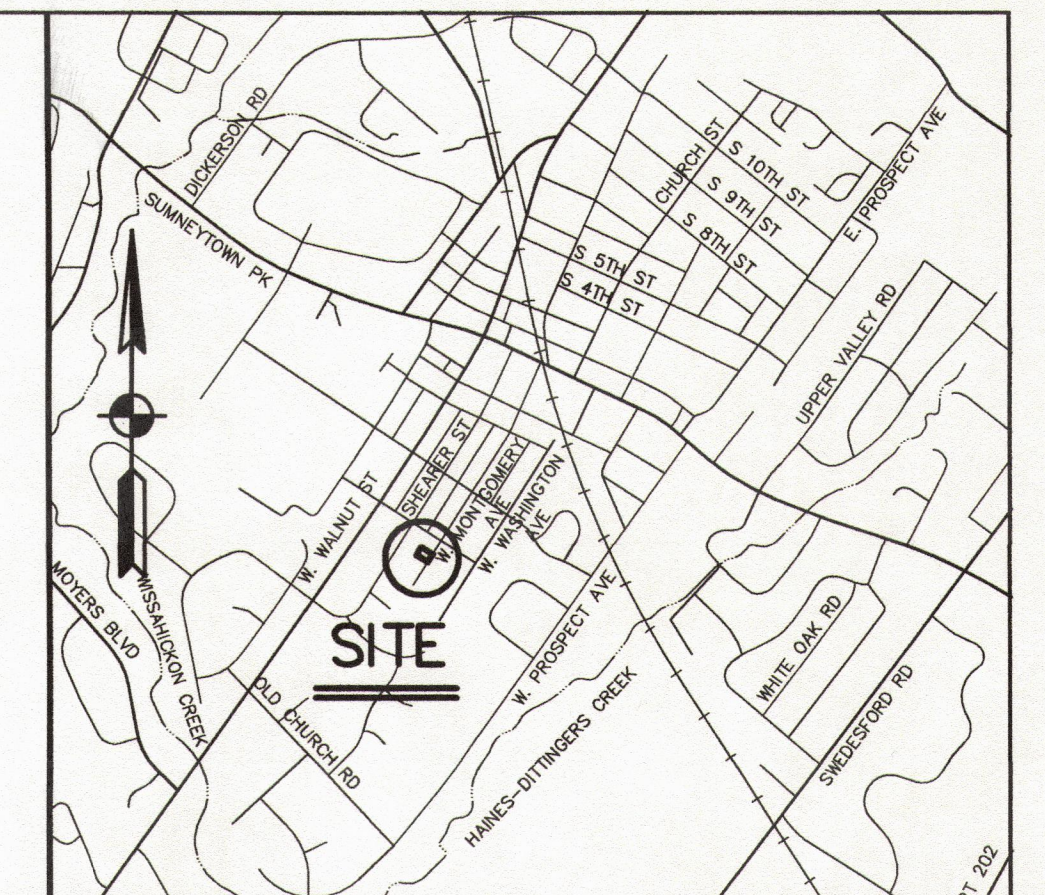 DICKERSON RD
SUMNEYTOWN PK
CHURCH ST
S 10TH ST
S 9TH ST
S 8TH ST
S 5TH ST
S 4TH ST
E. PROSPECT AVE
UPPER VALLEY RD
SHEARER ST
W. MONTGOMERY
AVE
W. WASHINGTON
AVE
W. WALNUT ST
MOYERS BLVD
WISSAHICKON CREEK
SITE
OLD CHURCH RD
W. PROSPECT AVE.
HAINES-DITTINGERS CREEK
WHITE OAK RD
SWEDESFORD RD
202